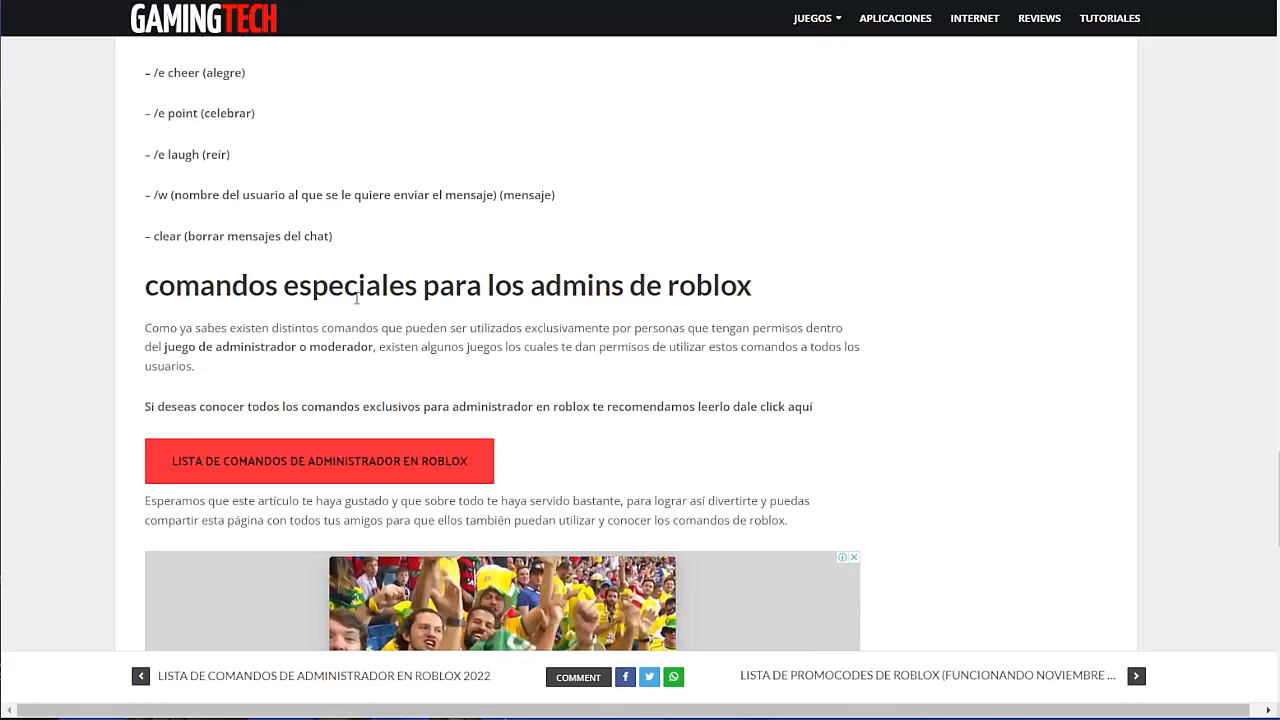 GAMINGTECH
JUEGOS APLICACIONES INTERNET REVIEWS TUTORIALES
– /e cheer (alegre)
– /e point (celebrar)
– /e laugh (reír)
– /w (nombre del usuario al que se le quiere enviar el mensaje) (mensaje)
– clear (borrar mensajes del chat)
comandos especiales para los admins de roblox
Como ya sabes existen distintos comandos que pueden ser utilizados exclusivamente por personas que tengan permisos dentro
del juego de administrador o moderador, existen algunos juegos los cuales te dan permisos de utilizar estos comandos a todos los
usuarios.
Si deseas conocer todos los comandos exclusivos para administrador en roblox te recomendamos leerlo dale click aquí
LISTA DE COMANDOS DE ADMINISTRADOR EN ROBLOX
Esperamos que este artículo te haya gustado y que sobre todo te haya servido bastante, para lograr así divertirte y puedas
compartir esta página con todos tus amigos para que ellos también puedan utilizar y conocer los comandos de roblox.
LISTA DE COMANDOS DE ADMINISTRADOR EN ROBLOX 2022
COMMENT
LISTA DE PROMOCODES DE ROBLOX (FUNCIONANDO NOVIEMBRE ...